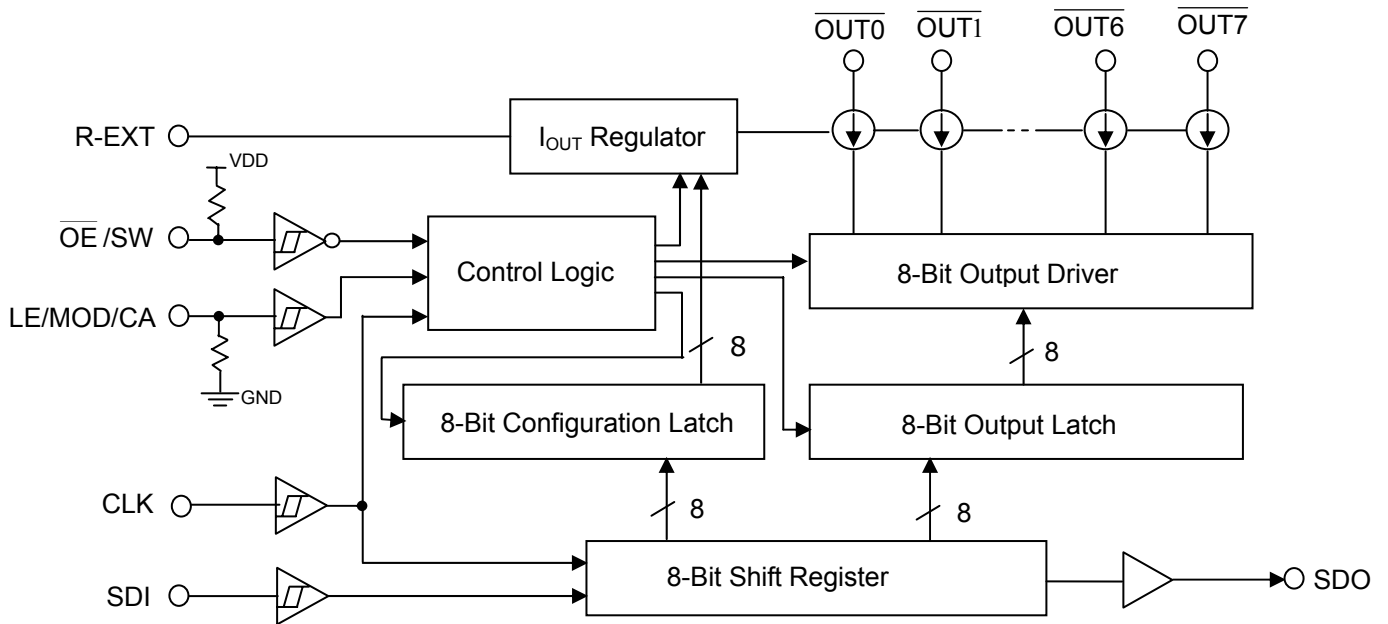 OUT0 OUT1 OUT6 OUT7
R-EXT
IOUT Regulator
VDD
OE /SW
Control Logic
8-Bit Output Driver
LE/MOD/CA
8
8
GND
8-Bit Configuration Latch
8-Bit Output Latch
CLK
8
8
8-Bit Shift Register
SDI
SDO